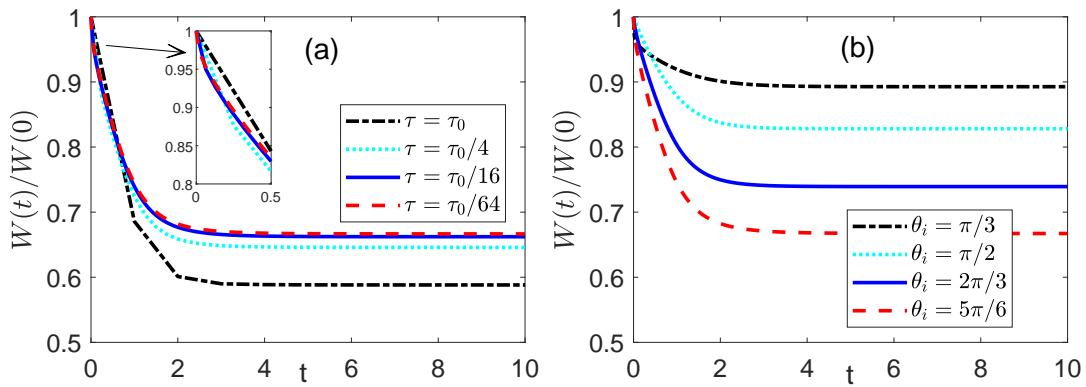 (a)
W(t)/W(0)
1
0.9
0.8
0.7
0.6
0.5
0 2 4 6 8 10
t
1
0.95
0.9
0.85
0.8
0 0.5
τ = τ₀
τ = τ₀/4
τ = τ₀/16
τ = τ₀/64
(b)
W(t)/W(0)
1
0.9
0.8
0.7
0.6
0.5
0 2 4 6 8 10
t
θᵢ = π/3
θᵢ = π/2
θᵢ = 2π/3
θᵢ = 5π/6